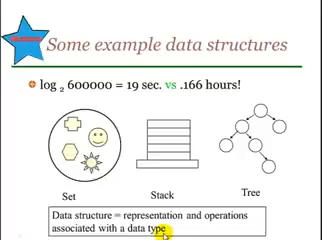 Some example data structures
log 2 600000 = 19 sec. vs .166 hours!
Set
Stack
Tree
Data structure = representation and operations
associated with a data type